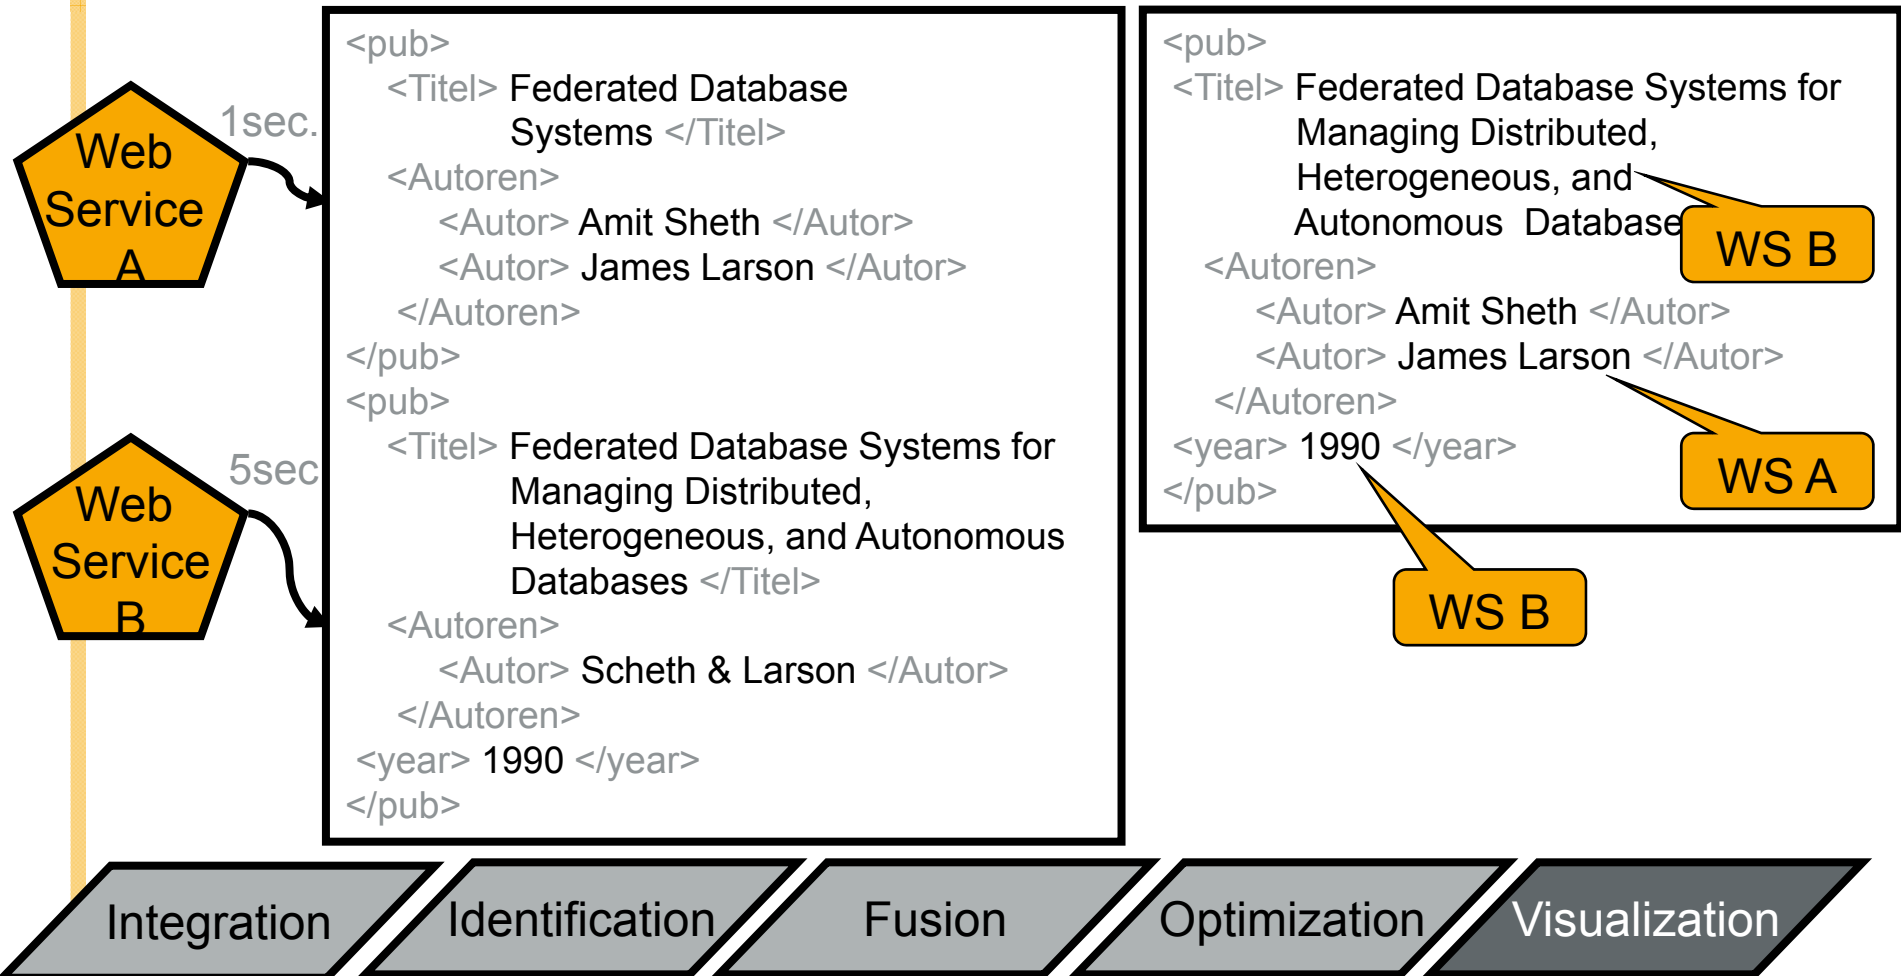 Web
Service
A
1sec.
Web
Service
B
5sec
<pub>
<Titel> Federated Database
Systems </Titel>
<Autoren>
<Autor> Amit Sheth </Autor>
<Autor> James Larson </Autor>
</Autoren>
</pub>
<pub>
<Titel> Federated Database Systems for
Managing Distributed,
Heterogeneous, and Autonomous
Databases </Titel>
<Autoren>
<Autor> Scheth & Larson </Autor>
</Autoren>
<year> 1990 </year>
</pub>
<pub>
<Titel> Federated Database Systems for
Managing Distributed,
Heterogeneous, and
Autonomous Database
WS B
<Autoren>
<Autor> Amit Sheth </Autor>
<Autor> James Larson </Autor>
</Autoren>
<year> 1990 </year>
WS A
</pub>
WS B
Integration
Identification
Fusion
Optimization
Visualization